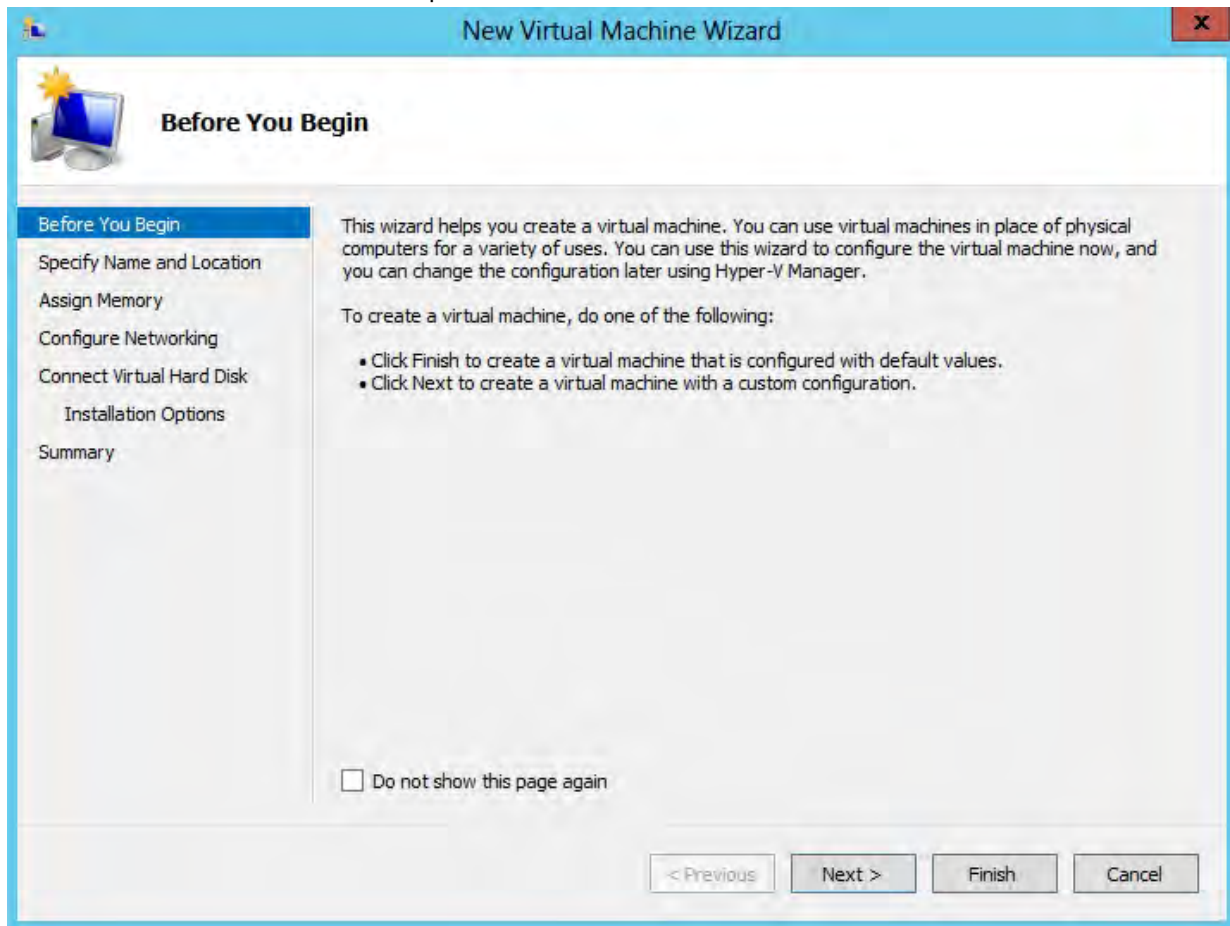 New Virtual Machine Wizard
x
Before You Begin
Before You Begin
Specify Name and Location
Assign Memory
Configure Networking
Connect Virtual Hard Disk
Installation Options
Summary
This wizard helps you create a virtual machine. You can use virtual machines in place of physical
computers for a variety of uses. You can use this wizard to configure the virtual machine now, and
you can change the configuration later using Hyper-V Manager.
To create a virtual machine, do one of the following:
• Click Finish to create a virtual machine that is configured with default values.
• Click Next to create a virtual machine with a custom configuration.
Do not show this page again
< Previous
Next >
Finish
Cancel